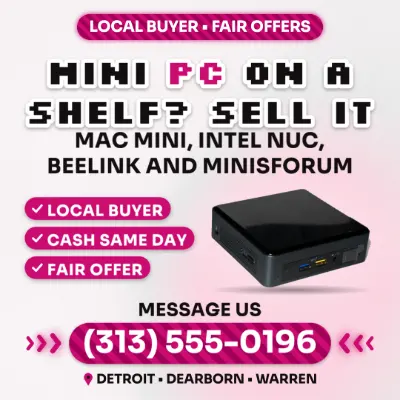 LOCAL BUYER • FAIR OFFERS
MINI PC ON A
SHELF? SELL IT
MAC MINI, INTEL NUC,
BEELINK AND MINISFORUM
LOCAL BUYER
CASH SAME DAY
FAIR OFFER
MESSAGE US
(313) 555-0196
DETROIT • DEARBORN • WARREN